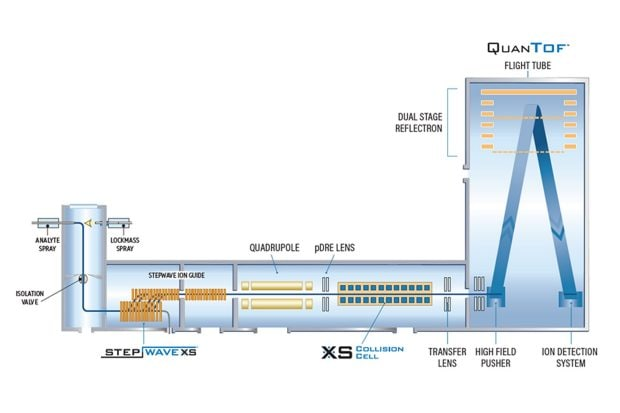 QUANTOF™
FLIGHT TUBE
DUAL STAGE
REFLECTRON
ANALYTE
SPRAY
LOCKMASS
SPRAY
ISOLATION
VALVE
STEPWAVE ION GUIDE
QUADRUPOLE
pDRE LENS
STEPWAVE XS
XS COLLISION
CELL
TRANSFER
LENS
HIGH FIELD
PUSHER
ION DETECTION
SYSTEM